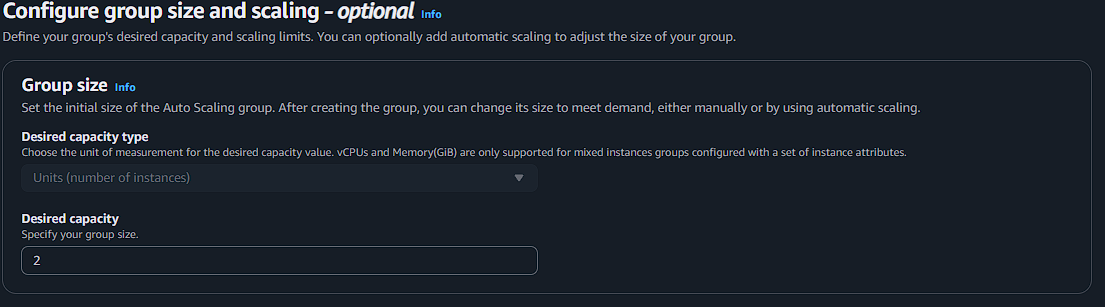 Configure group size and scaling - optional Info
Define your group's desired capacity and scaling limits. You can optionally add automatic scaling to adjust the size of your group.
Group size Info
Set the initial size of the Auto Scaling group. After creating the group, you can change its size to meet demand, either manually or by using automatic scaling.
Desired capacity type
Choose the unit of measurement for the desired capacity value. vCPUs and Memory(GiB) are only supported for mixed instances groups configured with a set of instance attributes.
Units (number of instances)
Desired capacity
Specify your group size.
2